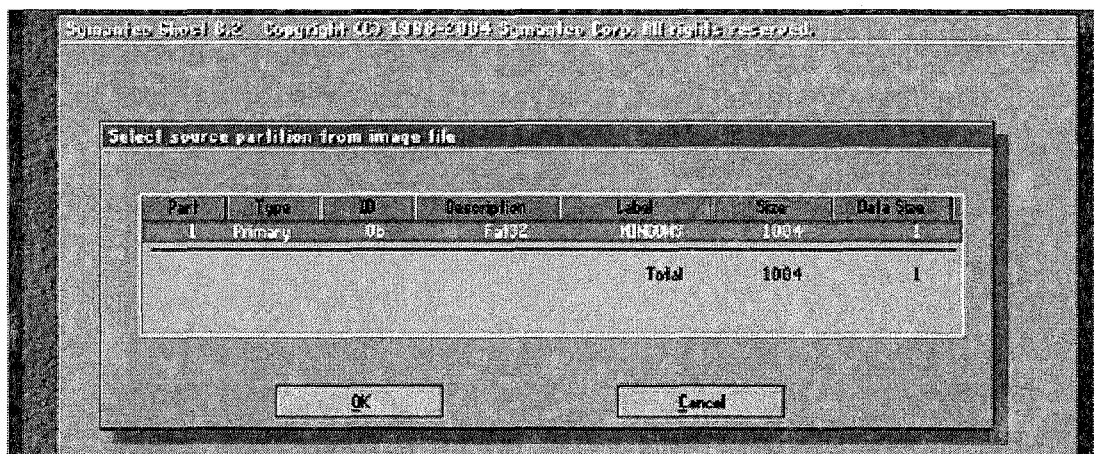 Symantec Ghost 8.2 Copyright (C) 1998-2004 Symantec Corp. All rights reserved.
Select source partition from image file
Part Type ID Description Label Size Data Size
1 Primary 0b Fat32 WINDOWS 1004 1
Total 1004 1
OK Cancel